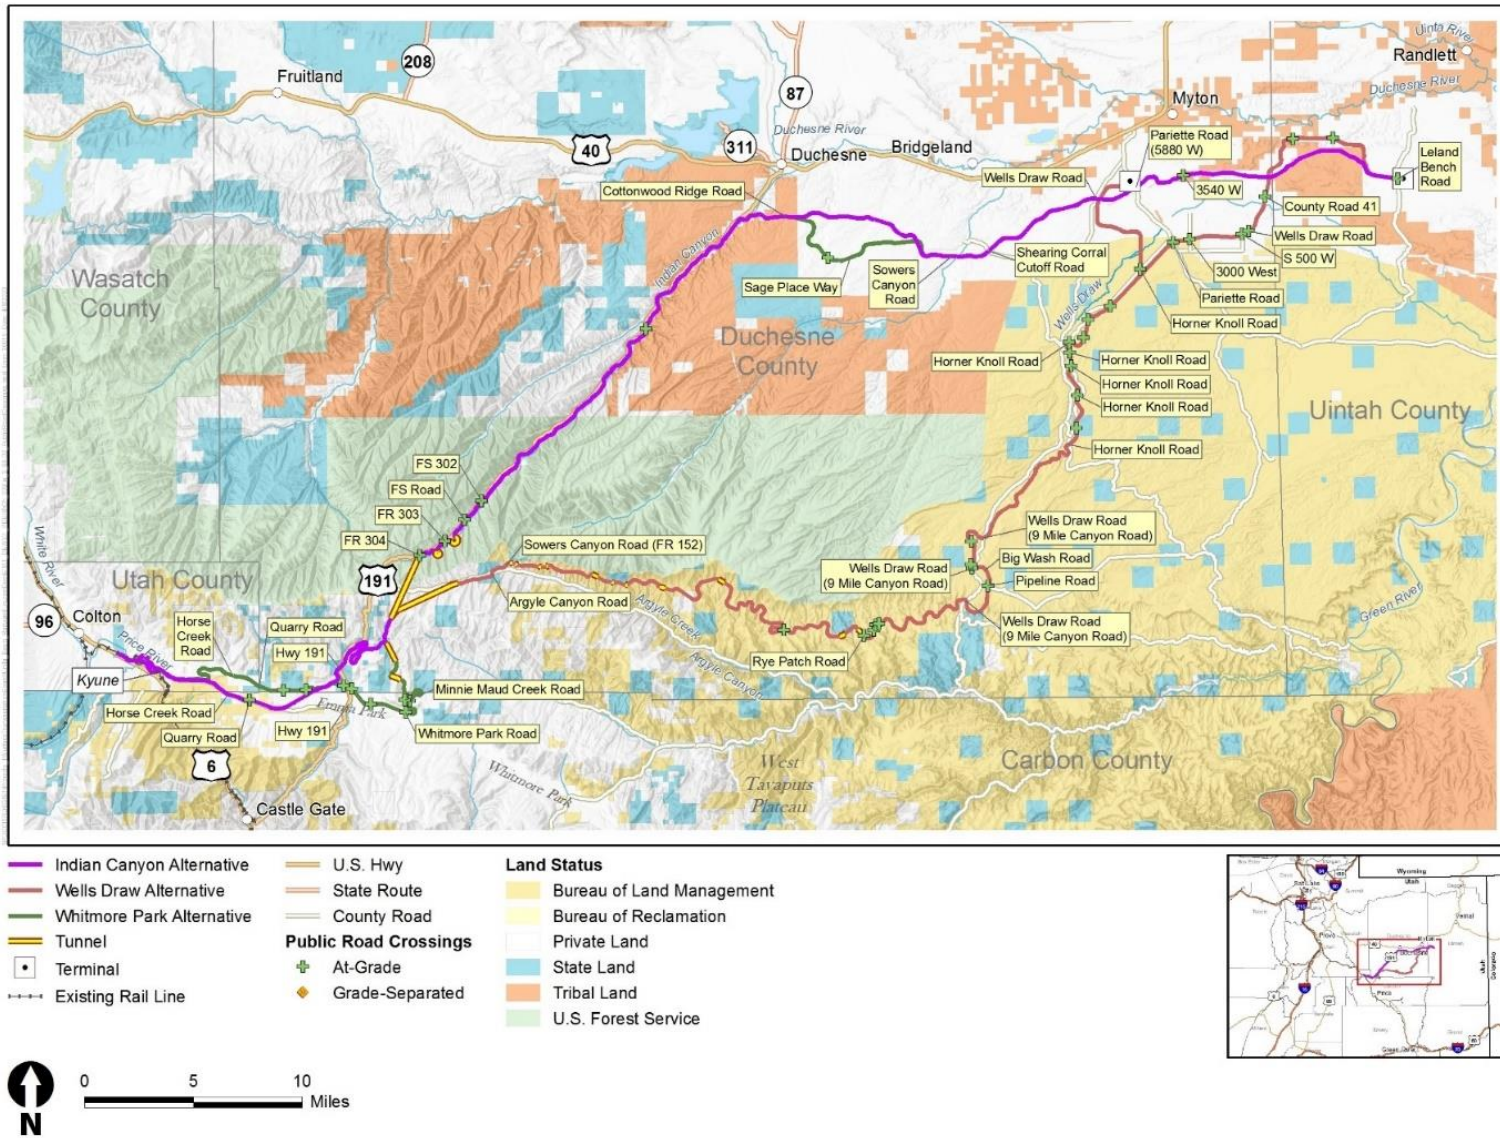 Fruitland
208
87
Uinta River
Randlett
Duchesne River
Myton
40
311
Duchesne River
Duchesne
Bridgeland
Pariette Road
(5880 W)
Leland
Bench
Road
Cottonwood Ridge Road
Wells Draw Road
3540 W
County Road 41
Indian Canyon
Wasatch
County
Sage Place Way
Sowers
Canyon
Road
Shearing Corral
Cutoff Road
Wells Draw Road
S 500 W
3000 West
Pariette Road
Wells Draw
Horner Knoll Road
Duchesne
County
Horner Knoll Road
Horner Knoll Road
Horner Knoll Road
Horner Knoll Road
Uintah County
Horner Knoll Road
FS 302
FS Road
FR 303
FR 304
White River
Sowers Canyon Road (FR 152)
Wells Draw Road
(9 Mile Canyon Road)
Big Wash Road
Wells Draw Road
(9 Mile Canyon Road)
Pipeline Road
Utah County
191
Argyle Canyon Road
Argyle Creek
Green River
96
Colton
Price River
Horse
Creek
Road
Quarry Road
Hwy 191
Wells Draw Road
(9 Mile Canyon Road)
Rye Patch Road
Argyle Canyon
Kyune
Minnie Maud Creek Road
Horse Creek Road
Emma Park
Quarry Road
Hwy 191
Whitmore Park Road
6
Whitmore Park
West
Tavaputs
Plateau
Carbon County
Castle Gate
Indian Canyon Alternative
Wells Draw Alternative
Whitmore Park Alternative
Tunnel
Terminal
Existing Rail Line
U.S. Hwy
State Route
County Road
Public Road Crossings
At-Grade
Grade-Separated
Land Status
Bureau of Land Management
Bureau of Reclamation
Private Land
State Land
Tribal Land
U.S. Forest Service
Wyoming
Utah
Vernal
Provo
Price
Utah
Colorado
N
0 5 10
Miles